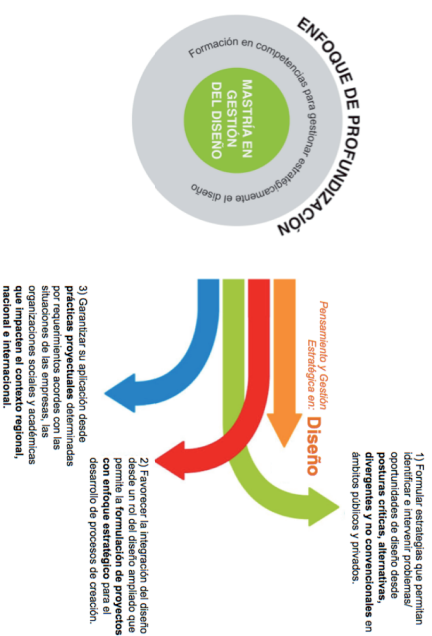 ENFOQUE DE PROFUNDIZACIÓN
Formación en competencias para gestionar estratégicamente el diseño
MASTRÍA EN
GESTIÓN
DEL DISEÑO
Pensamiento y Gestión
Estratégica en: Diseño
1) Formular estrategias que permitan
identificar e intervenir problemas/
oportunidades de diseño desde
posturas críticas, alternativas,
divergentes y no convencionales en
ámbitos públicos y privados.
2) Favorecer la integración del diseño
desde un rol del diseño ampliado que
permite la formulación de proyectos
con enfoque estratégico para el
desarrollo de procesos de creación.
3) Garantizar su aplicación desde
prácticas proyectuales determinadas
por requerimientos acordes con las
situaciones de las empresas, las
organizaciones sociales y académicas
que impacten el contexto regional,
nacional e internacional.